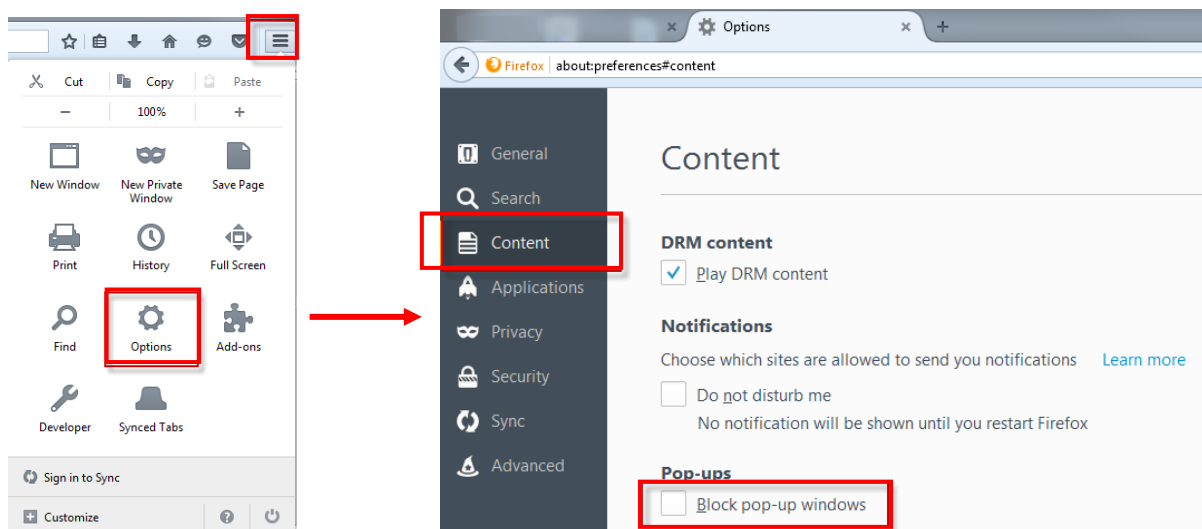 Cut Copy Paste
100%
New Window New Private Window Save Page
Print History Full Screen
Find Options Add-ons
Developer Synced Tabs
Sign in to Sync
Customize
Options
Firefox about:preferences#content
General
Search
Content
Applications
Privacy
Security
Sync
Advanced
Content
DRM content
Play DRM content
Notifications
Choose which sites are allowed to send you notifications Learn more
Do not disturb me
No notification will be shown until you restart Firefox
Pop-ups
Block pop-up windows